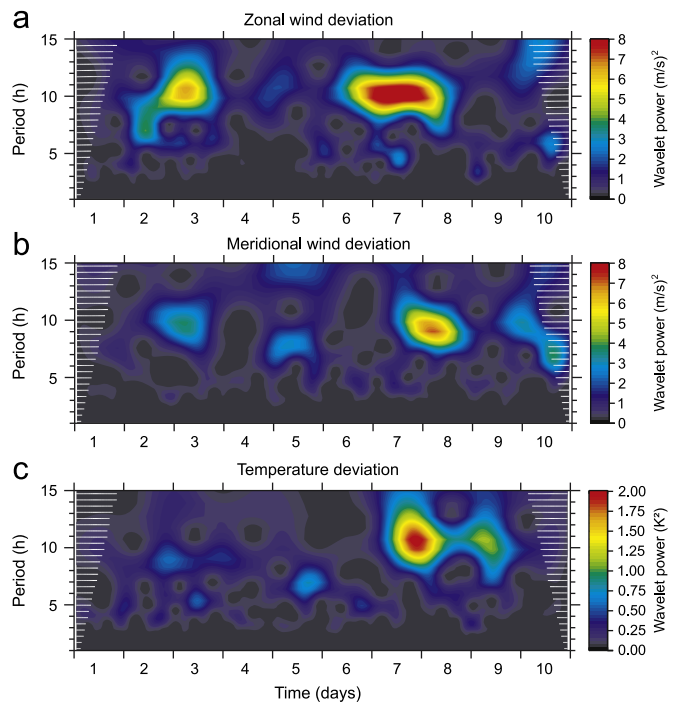 a
Zonal wind deviation
15
10
5
Period (h)
1 2 3 4 5 6 7 8 9 10
8
7
6
5
4
3
2
1
0
Wavelet power (m/s)²
b
Meridional wind deviation
15
10
5
Period (h)
1 2 3 4 5 6 7 8 9 10
8
7
6
5
4
3
2
1
0
Wavelet power (m/s)²
c
Temperature deviation
15
10
5
Period (h)
1 2 3 4 5 6 7 8 9 10
Time (days)
2.00
1.75
1.50
1.25
1.00
0.75
0.50
0.25
0.00
Wavelet power (K²)